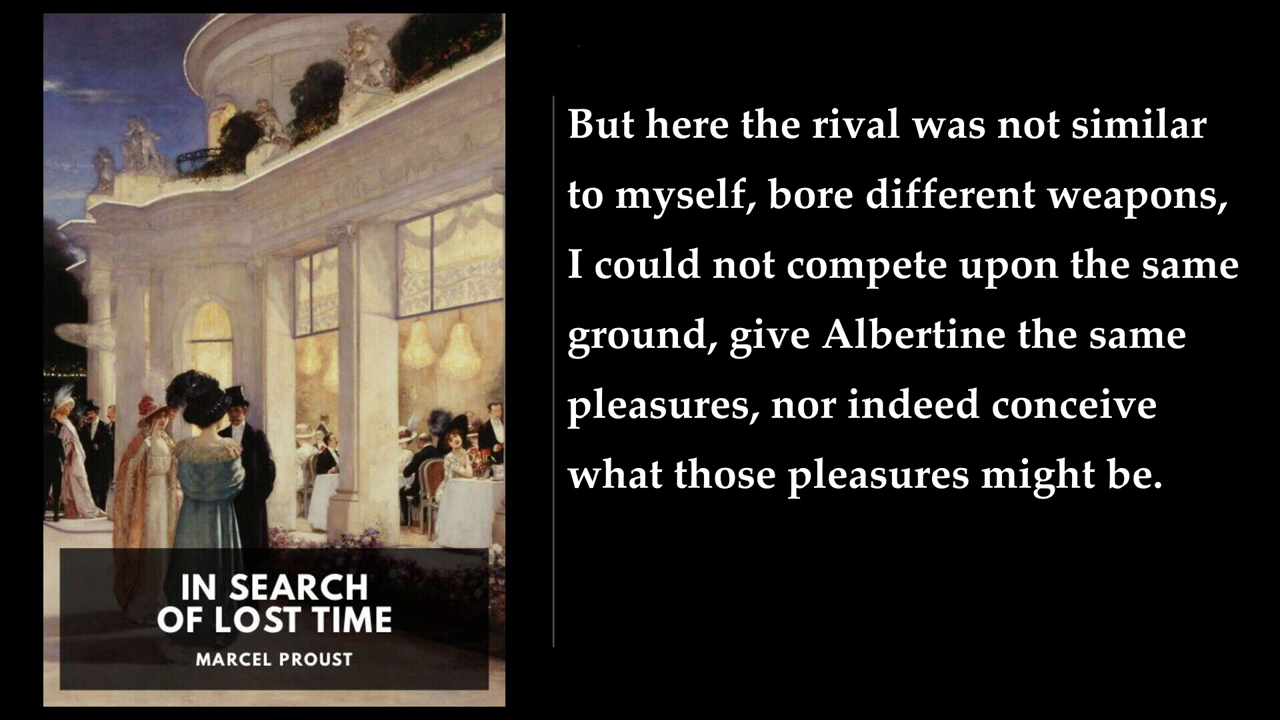 But here the rival was not similar
to myself, bore different weapons,
I could not compete upon the same
ground, give Albertine the same
pleasures, nor indeed conceive
what those pleasures might be.
IN SEARCH
OF LOST TIME
MARCEL PROUST